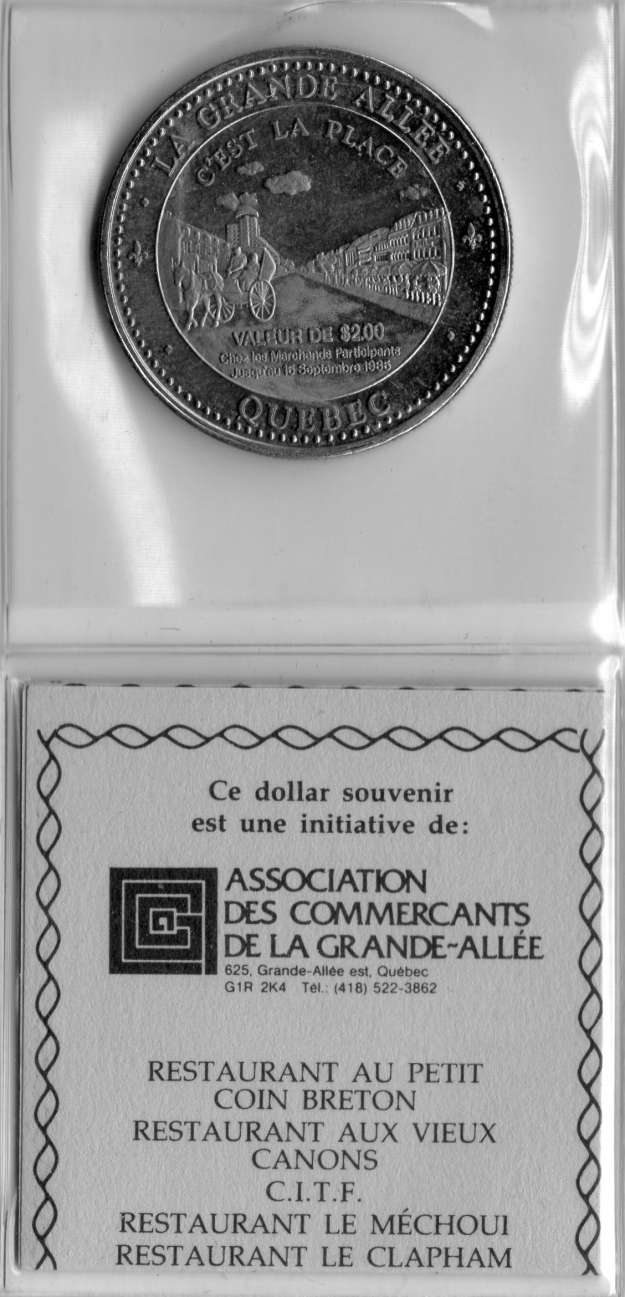 LA GRANDE ALLÉE
C'EST LA PLACE
VALEUR DE $2.00
Chez les Marchands Participants
Jusqu'au 15 Septembre 1985
QUÉBEC
Ce dollar souvenir
est une initiative de:
ASSOCIATION
DES COMMERCANTS
DE LA GRANDE-ALLÉE
625, Grande-Allée est, Québec
G1R 2K4 Tél.: (418) 522-3862
RESTAURANT AU PETIT
COIN BRETON
RESTAURANT AUX VIEUX
CANONS
C.I.T.F.
RESTAURANT LE MÉCHOUI
RESTAURANT LE CLAPHAM